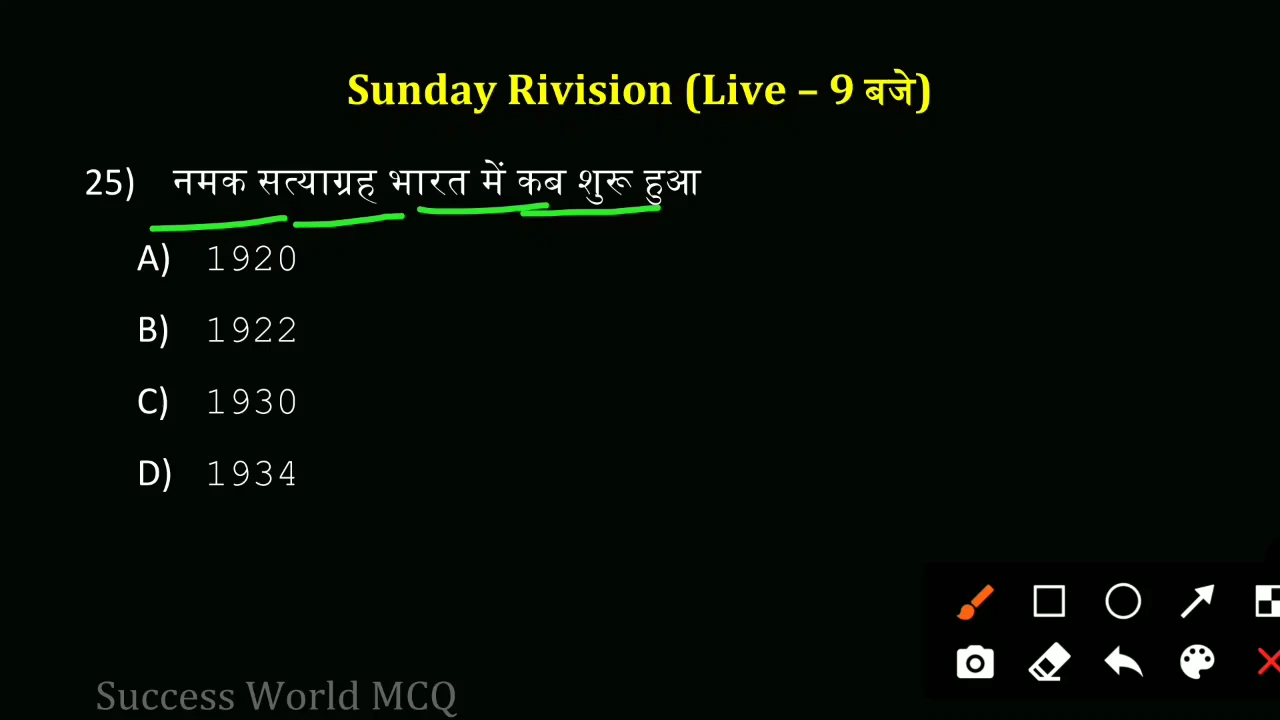 Sunday Rivision (Live – 9 बजे)
25) नमक सत्याग्रह भारत में कब शुरू हुआ
A) 1920
B) 1922
C) 1930
D) 1934
Success World MCQ